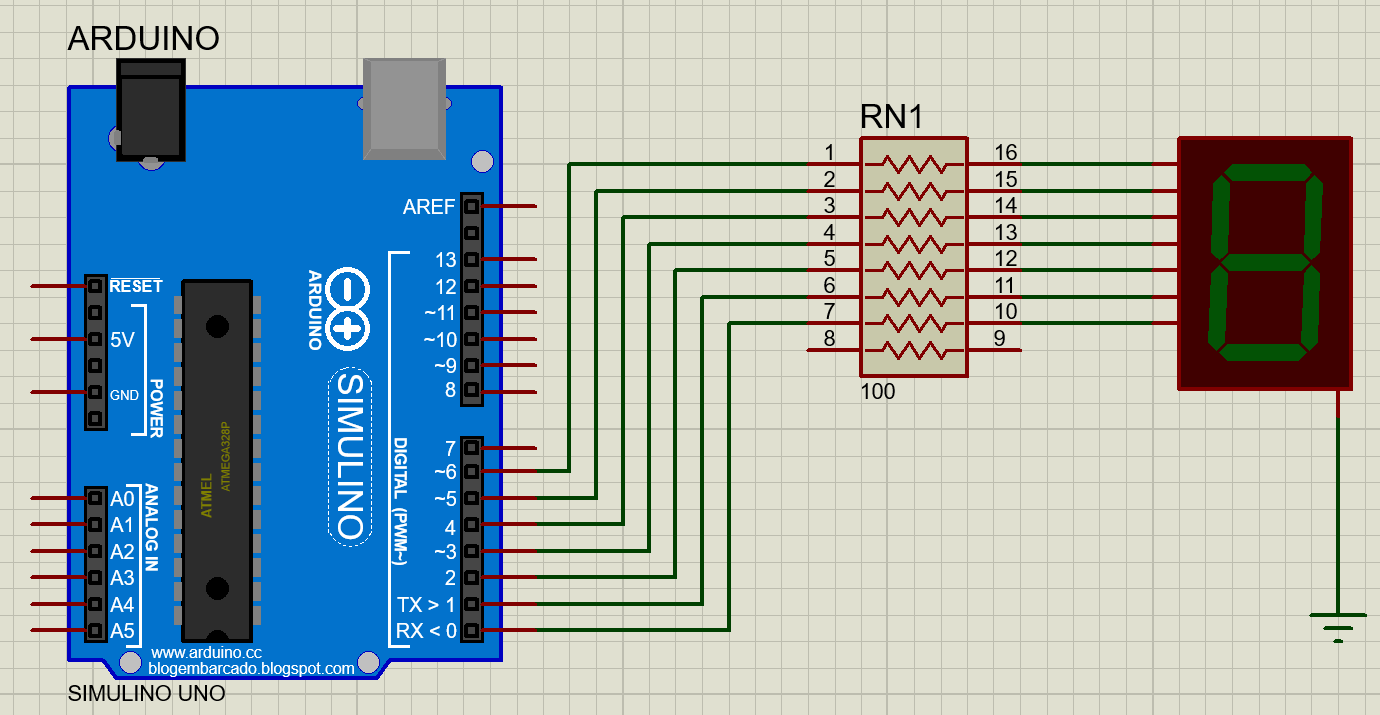 ARDUINO
RN1
AREF
13
12
~11
~10
~9
8
7
~6
~5
4
~3
2
TX > 1
RX < 0
DIGITAL (PWM~)
RESET
5V
GND
POWER
A0
A1
A2
A3
A4
A5
ANALOG IN
ATMEL
ATMEGA328P
ARDUINO
SIMULINO
www.arduino.cc
blogembarcado.blogspot.com
SIMULINO UNO
1 16
2 15
3 14
4 13
5 12
6 11
7 10
8 9
100